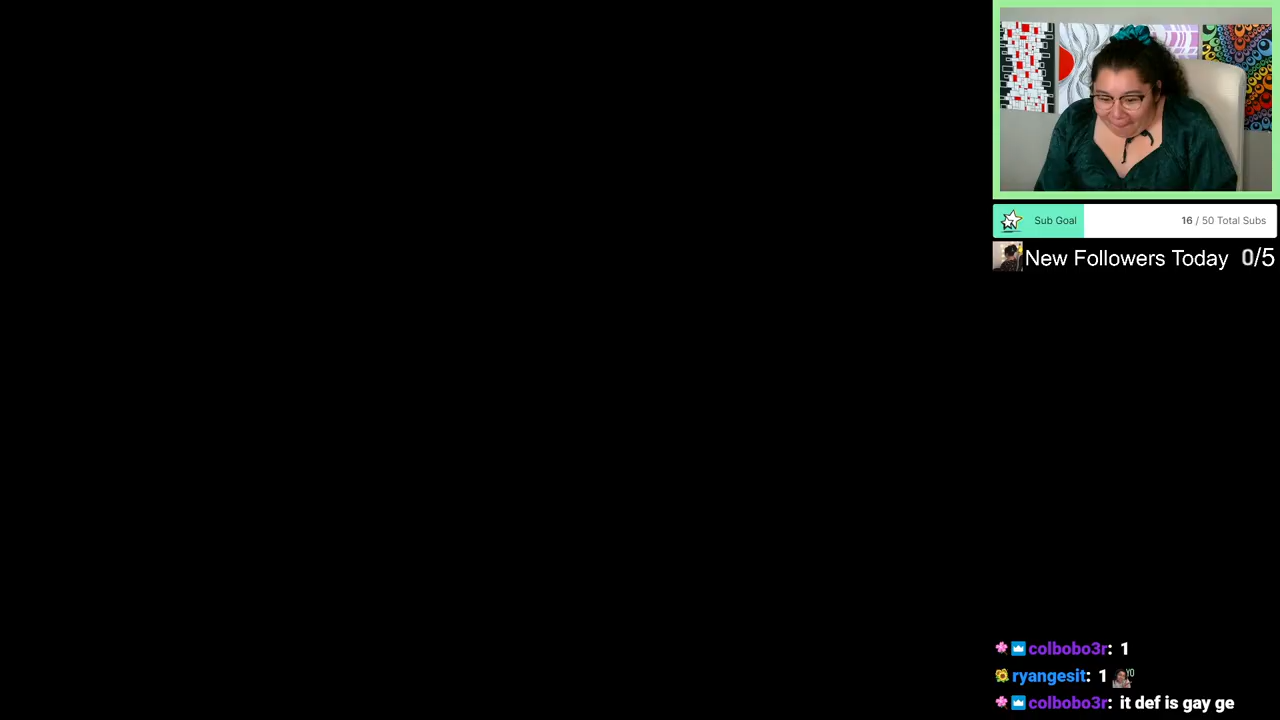 Sub Goal 16 / 50 Total Subs
New Followers Today 0/5
colbobo3r: 1
ryangesit: 1 YO
colbobo3r: it def is gay ge